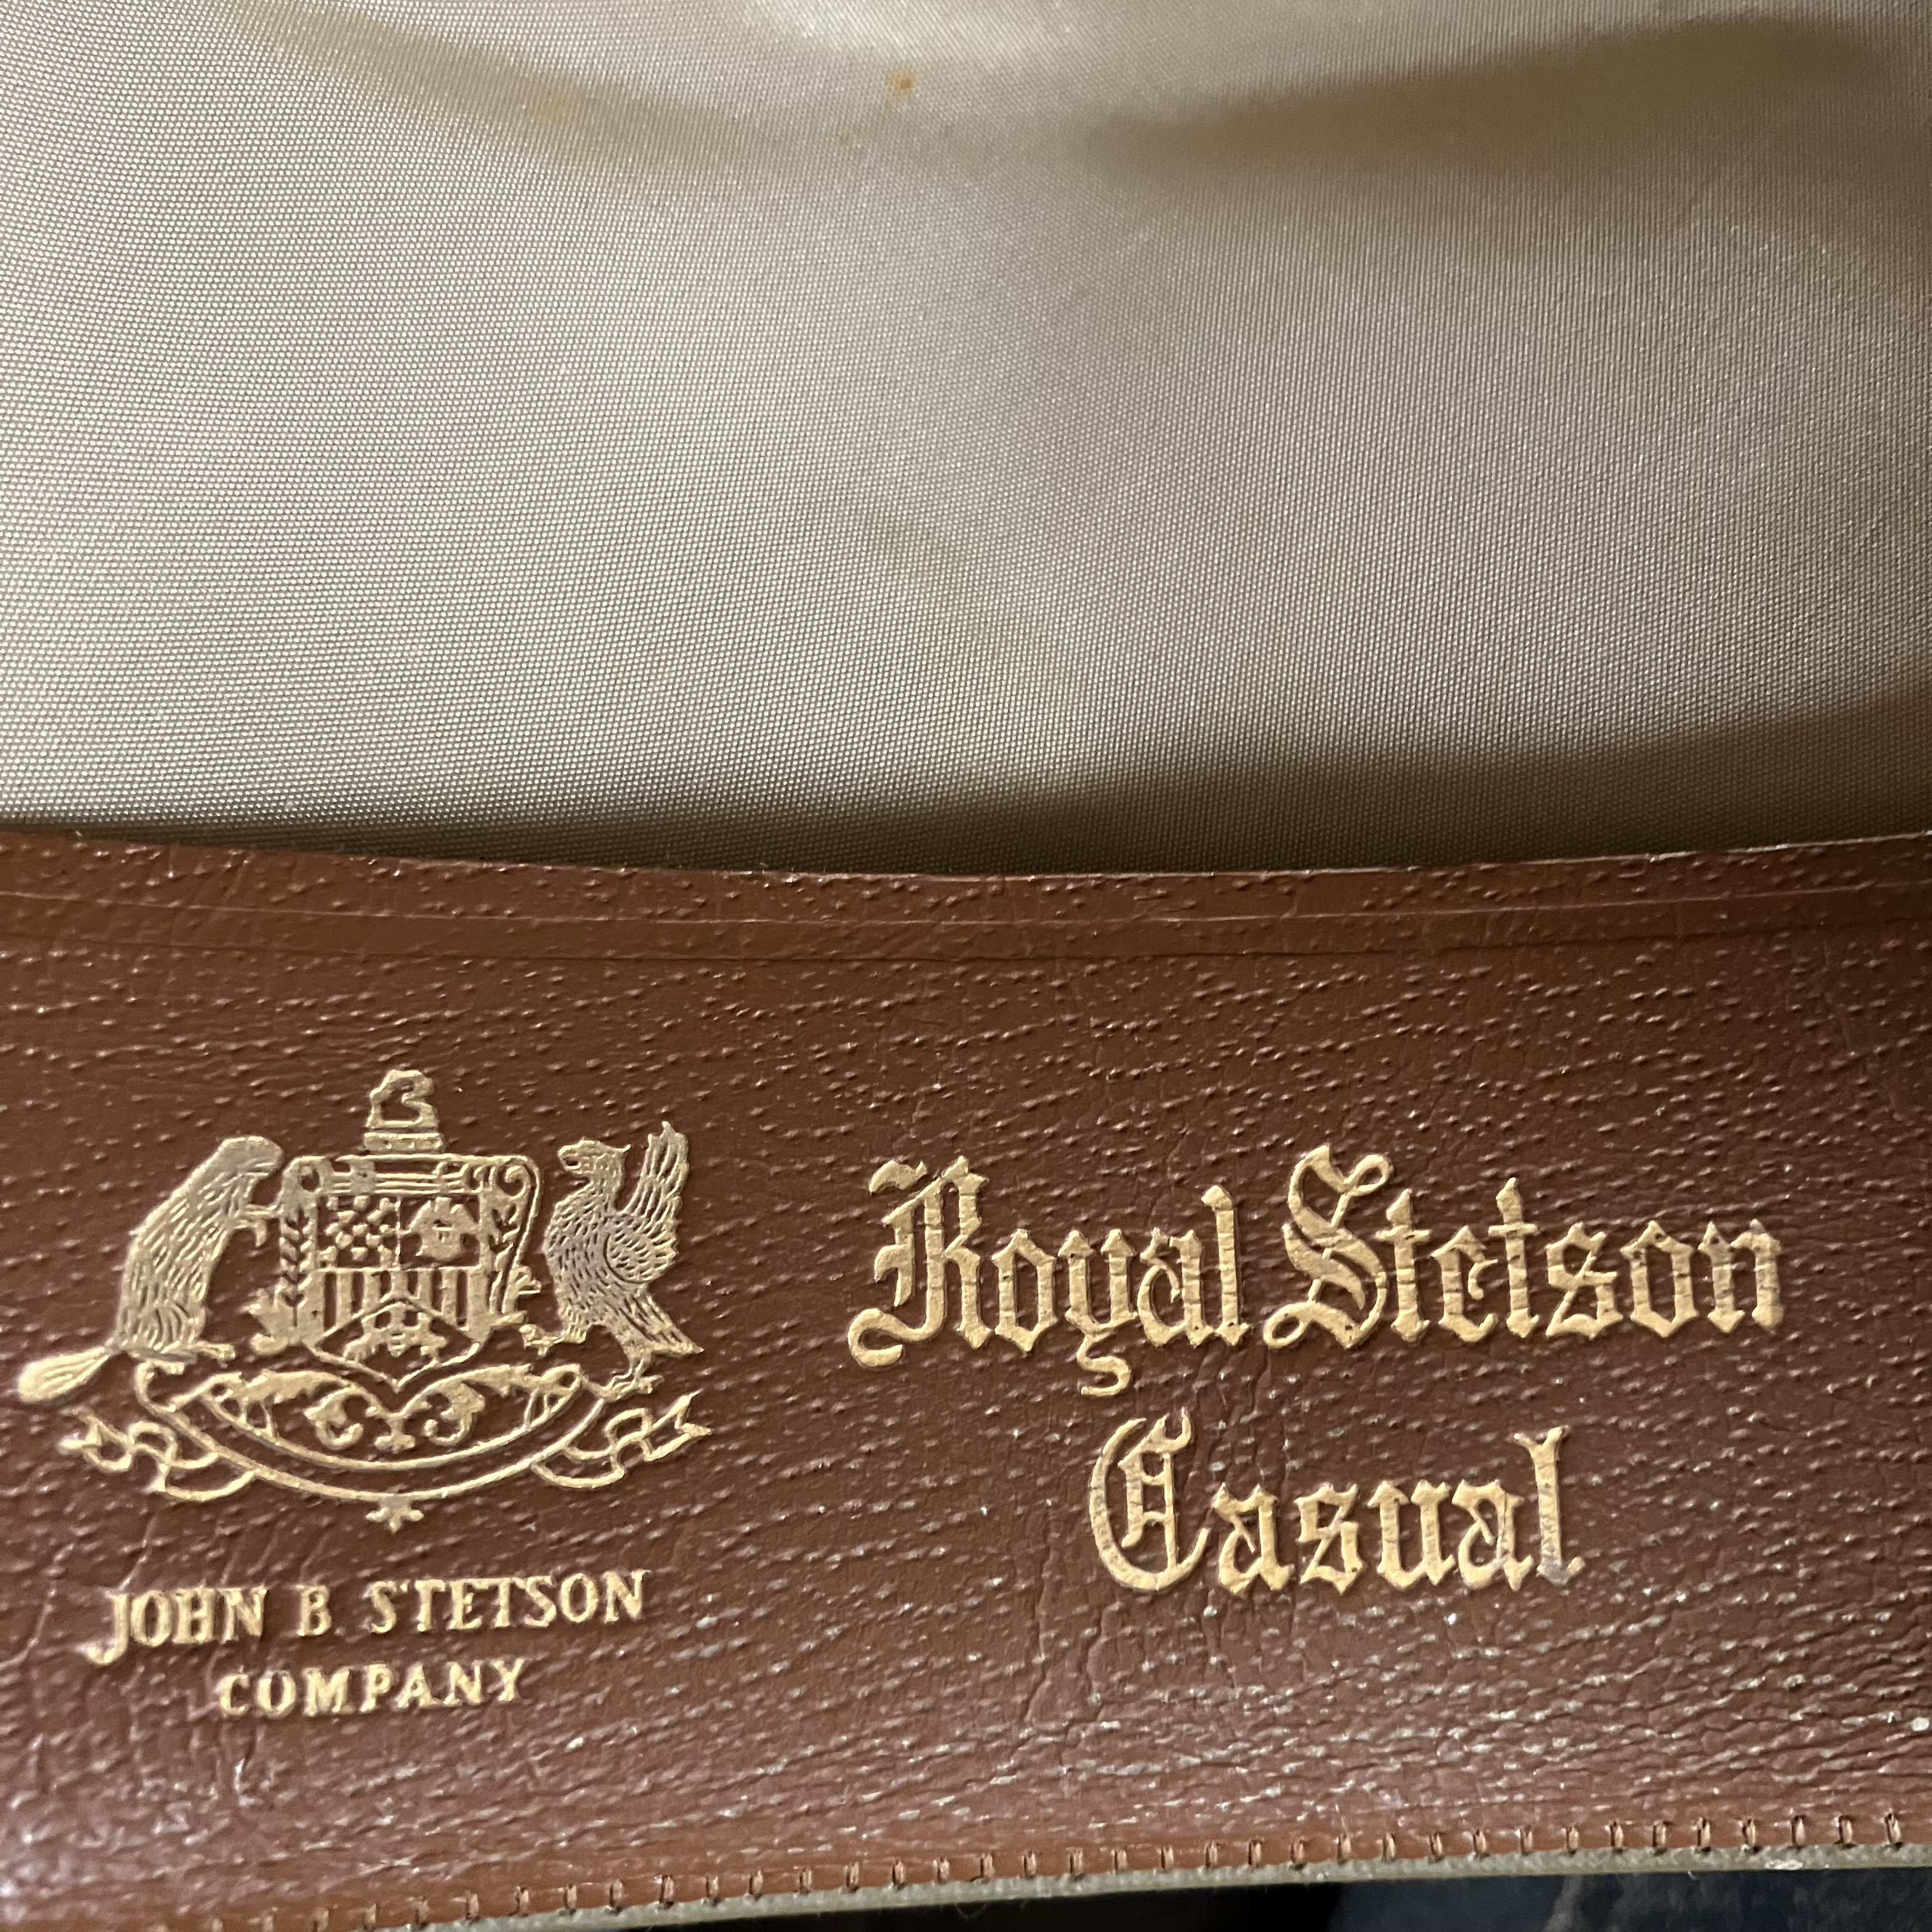 Royal Stetson
Casual
JOHN B. STETSON
COMPANY